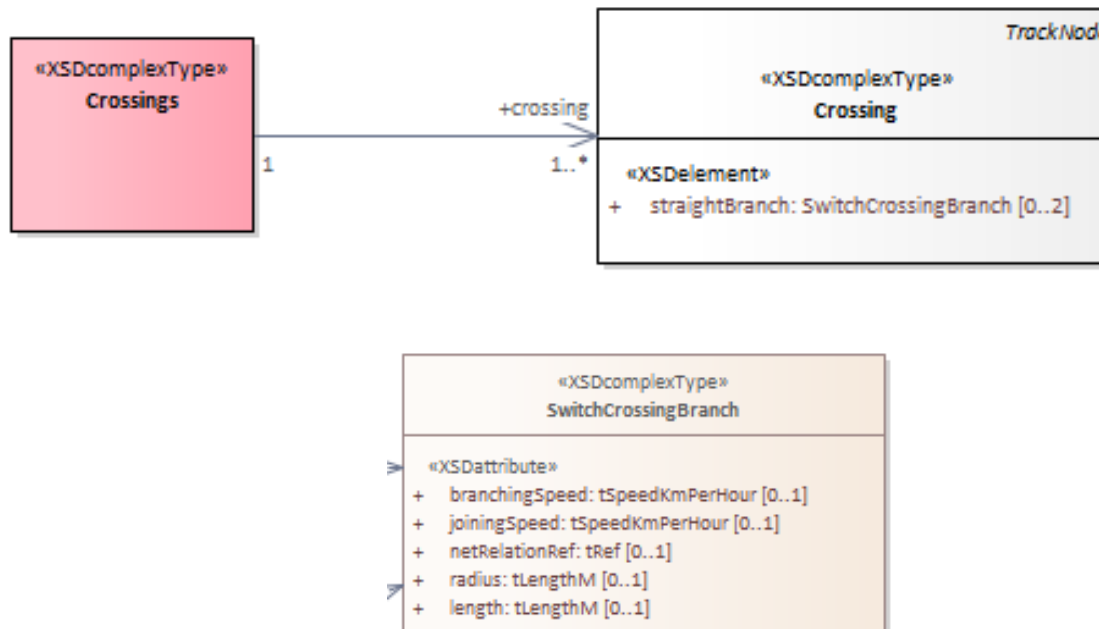 TrackNode
«XSDcomplexType»
Crossings
«XSDcomplexType»
Crossing
+crossing
1
1..*
«XSDelement»
+ straightBranch: SwitchCrossingBranch [0..2]
«XSDcomplexType»
SwitchCrossingBranch
«XSDattribute»
+ branchingSpeed: tSpeedKmPerHour [0..1]
+ joiningSpeed: tSpeedKmPerHour [0..1]
+ netRelationRef: tRef [0..1]
+ radius: tLengthM [0..1]
+ length: tLengthM [0..1]